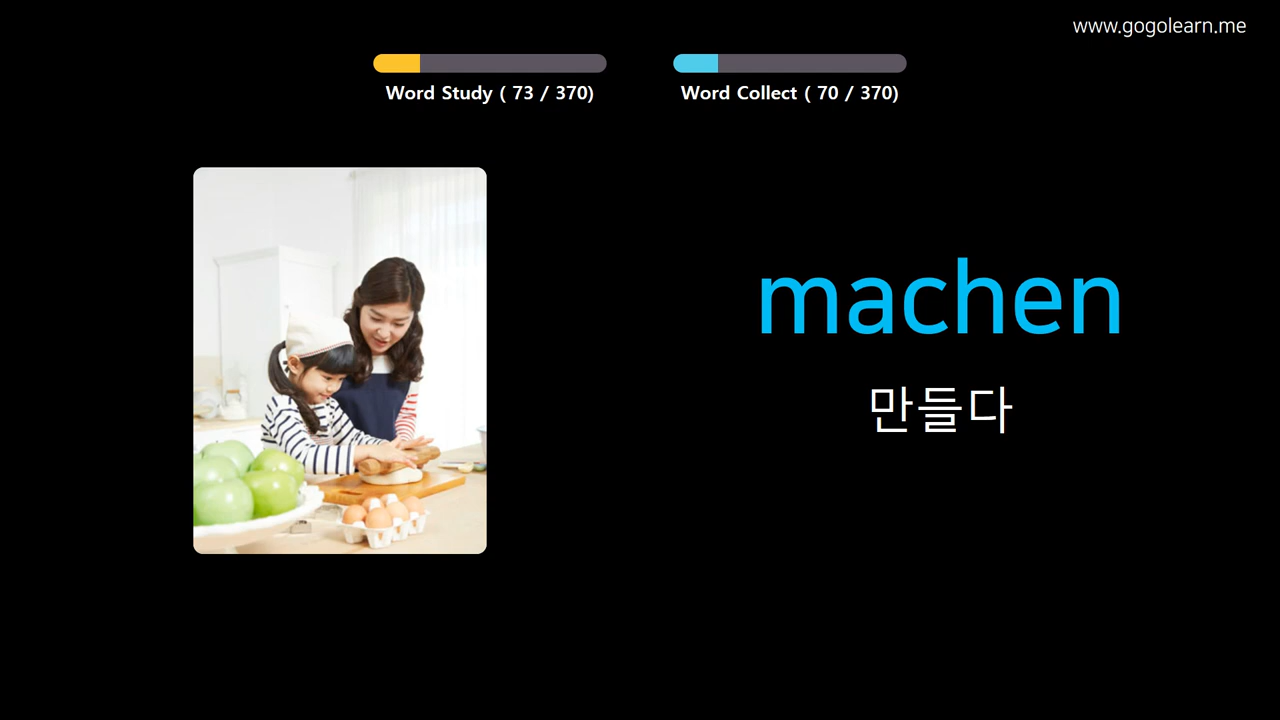 www.gogolearn.me
Word Study ( 73 / 370)
Word Collect ( 70 / 370)
machen
만들다